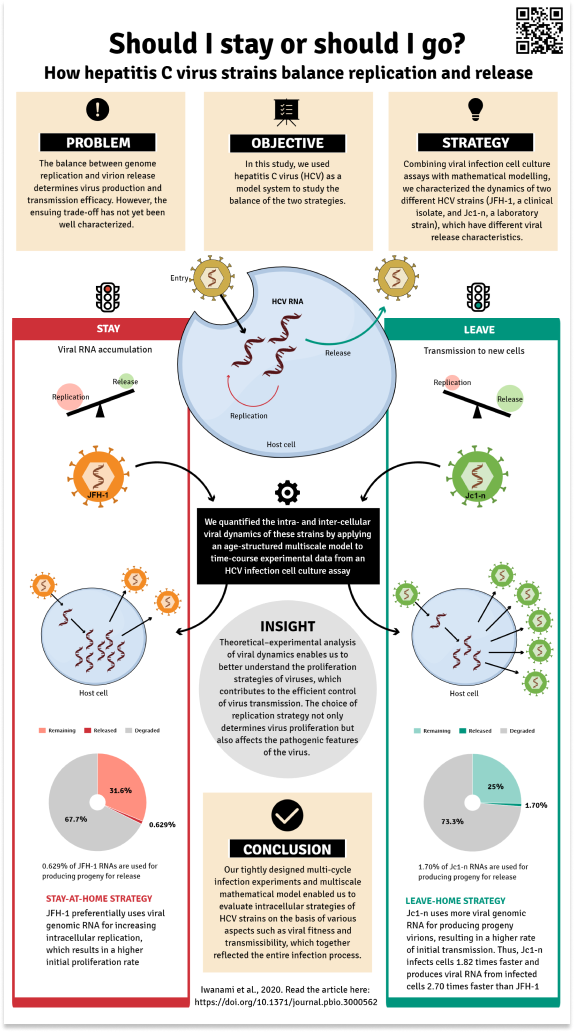 Should I stay or should I go?
How hepatitis C virus strains balance replication and release
PROBLEM
The balance between genome
replication and virion release
determines virus production and
transmission efficacy. However, the
ensuing trade-off has not yet been
well characterized.
OBJECTIVE
In this study, we used
hepatitis C virus (HCV) as a
model system to study the
balance of the two strategies.
STRATEGY
Combining viral infection cell culture
assays with mathematical modelling,
we characterized the dynamics of two
different HCV strains (JFH-1, a clinical
isolate, and Jc1-n, a laboratory
strain), which have different viral
release characteristics.
Entry
HCV RNA
Release
Replication
Host cell
STAY
Viral RNA accumulation
Replication
Release
JFH-1
LEAVE
Transmission to new cells
Replication
Release
Jc1-n
We quantified the intra- and inter-cellular
viral dynamics of these strains by applying
an age-structured multiscale model to
time-course experimental data from an
HCV infection cell culture assay
Host cell
Remaining Released Degraded
31.6%
67.7%
0.629%
0.629% of JFH-1 RNAs are used for
producing progeny for release
STAY-AT-HOME STRATEGY
JFH-1 preferentially uses viral
genomic RNA for increasing
intracellular replication,
which results in a higher
initial proliferation rate
INSIGHT
Theoretical–experimental analysis
of viral dynamics enables us to
better understand the proliferation
strategies of viruses, which
contributes to the efficient control
of virus transmission. The choice of
replication strategy not only
determines virus proliferation but
also affects the pathogenic features
of the virus.
CONCLUSION
Our tightly designed multi-cycle
infection experiments and multiscale
mathematical model enabled us to
evaluate intracellular strategies of
HCV strains on the basis of various
aspects such as viral fitness and
transmissibility, which together
reflected the entire infection process.
Host cell
Remaining Released Degraded
25%
1.70%
73.3%
1.70% of Jc1-n RNAs are used for
producing progeny for release
LEAVE-HOME STRATEGY
Jc1-n uses more viral genomic
RNA for producing progeny
virions, resulting in a higher rate
of initial transmission. Thus, Jc1-n
infects cells 1.82 times faster and
produces viral RNA from infected
cells 2.70 times faster than JFH-1
Iwanami et al., 2020. Read the article here:
https://doi.org/10.1371/journal.pbio.3000562